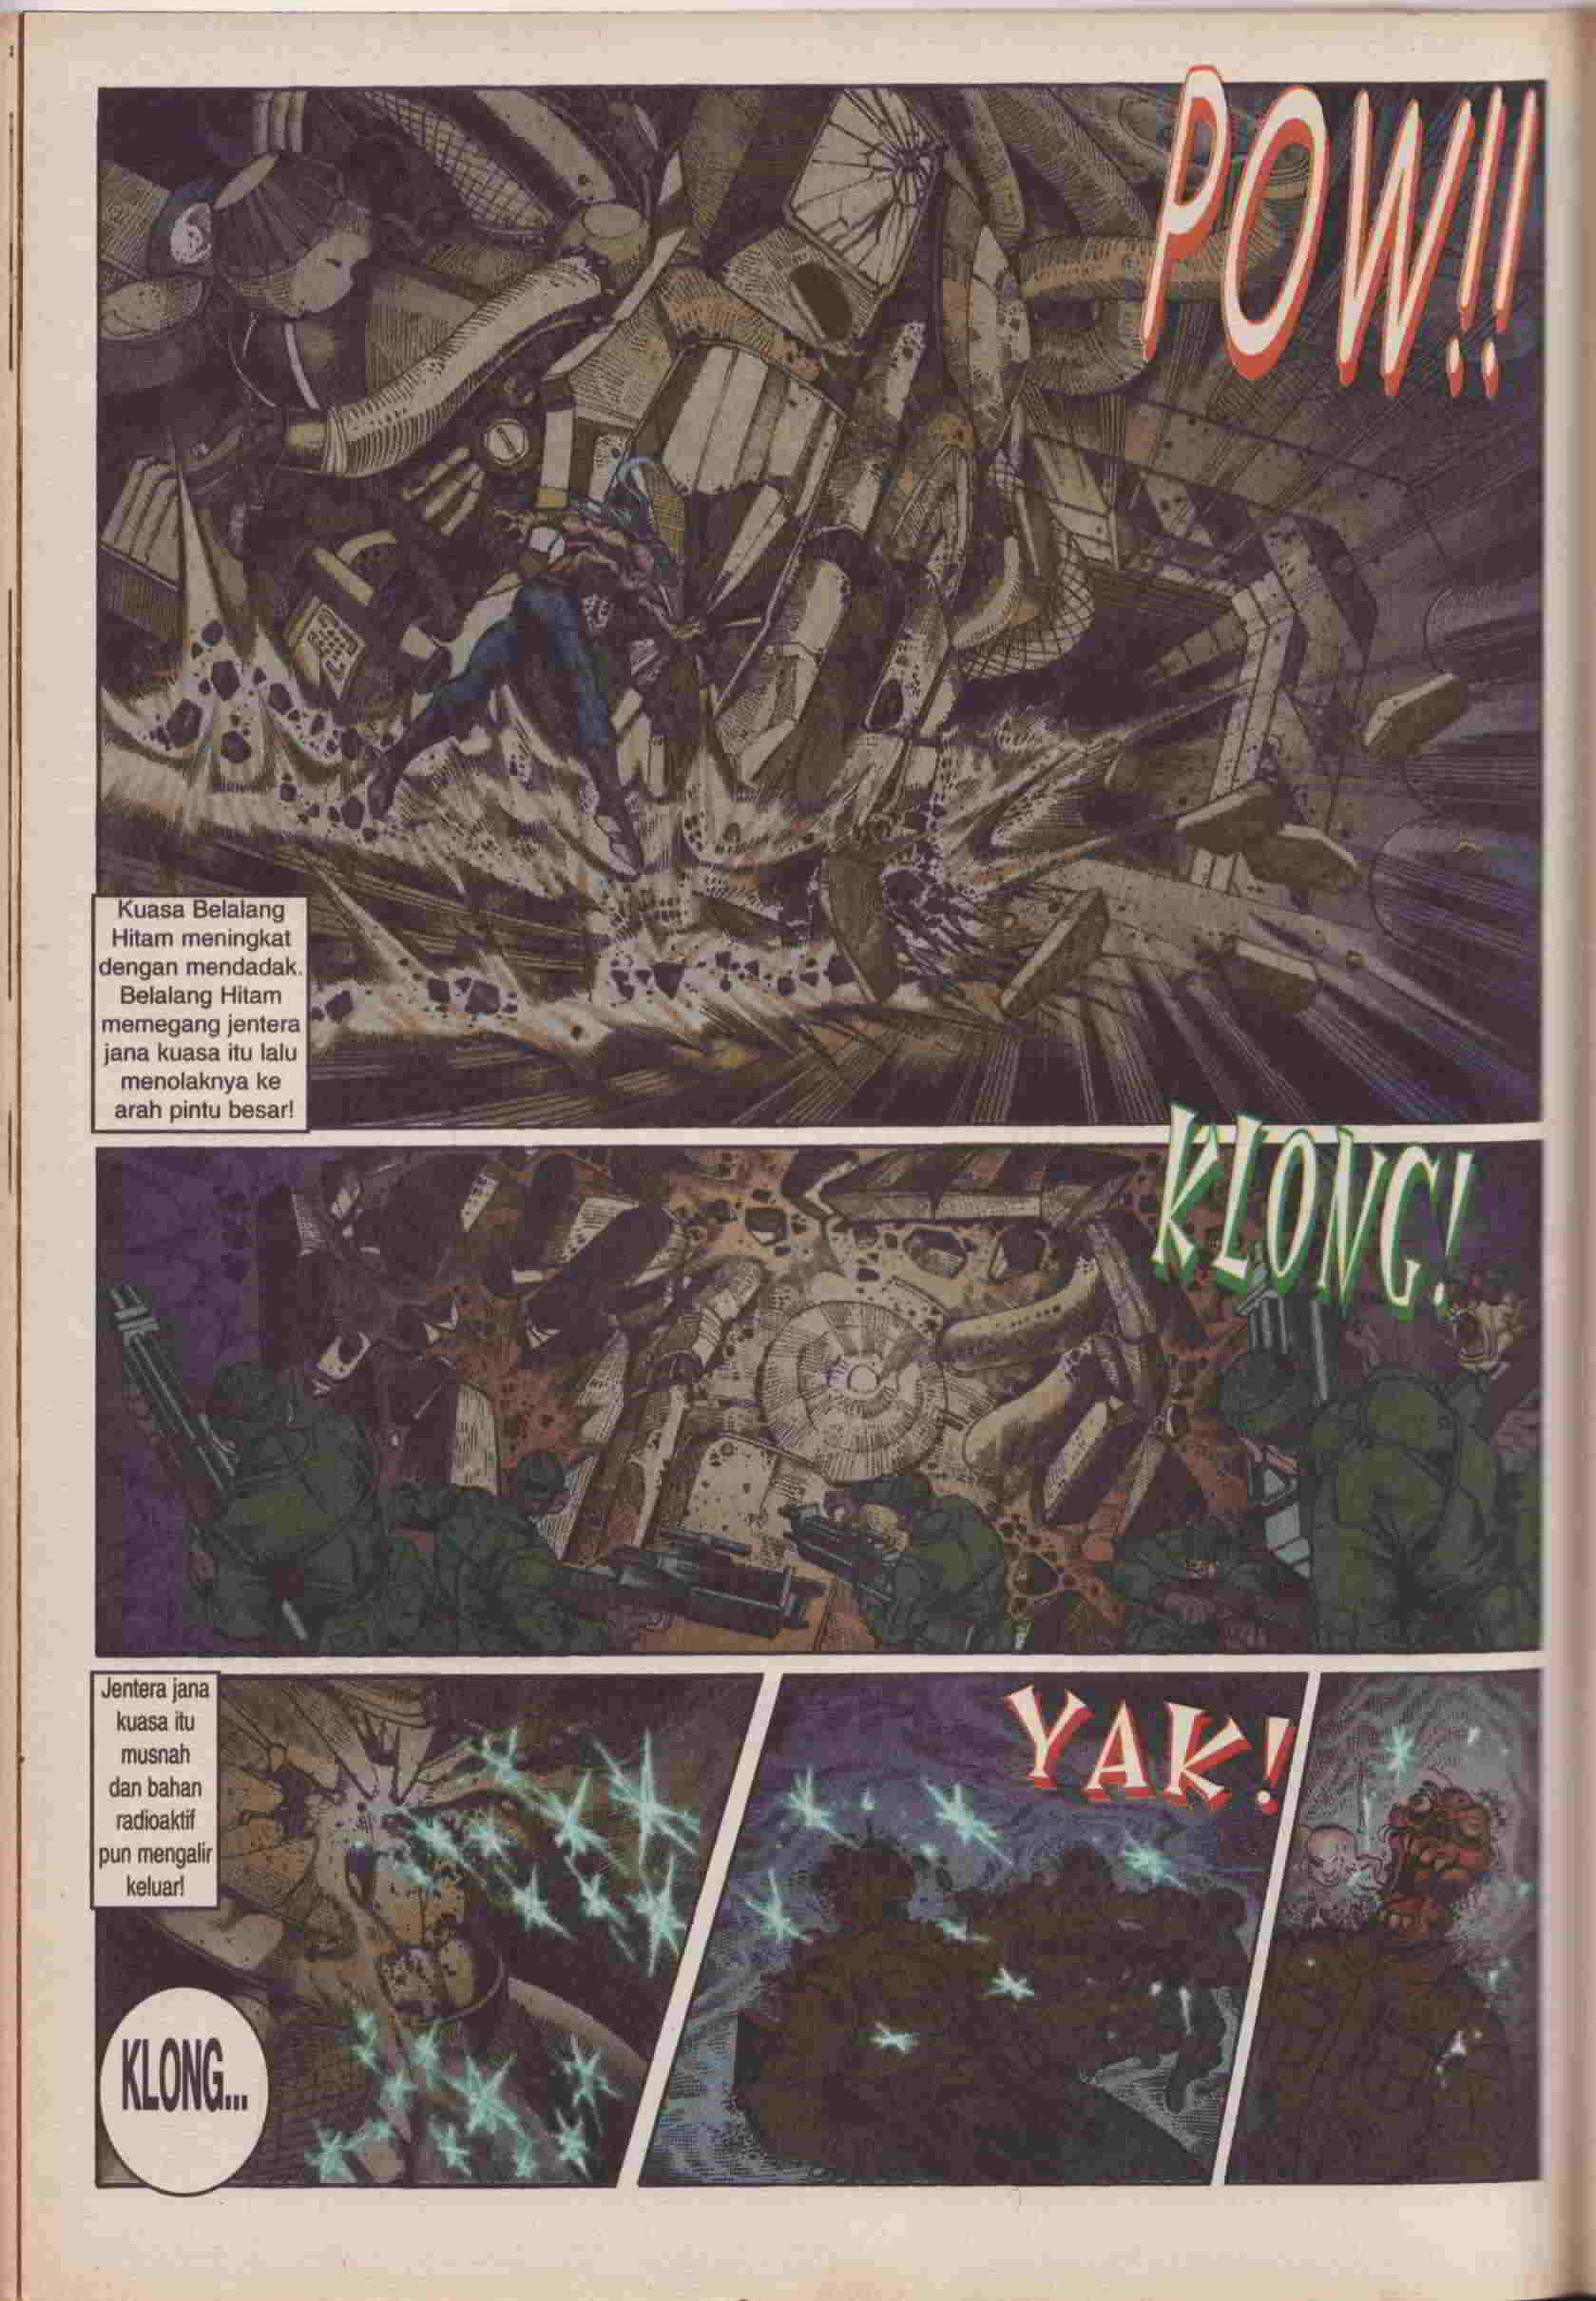 POW!!
Kuasa Belalang
Hitam meningkat
dengan mendadak.
Belalang Hitam
memegang jentera
jana kuasa itu lalu
menolaknya ke
arah pintu besar!
KLONG!
Jentera jana
kuasa itu
musnah
dan bahan
radioaktif
pun mengalir
keluar!
KLONG...
YAK!